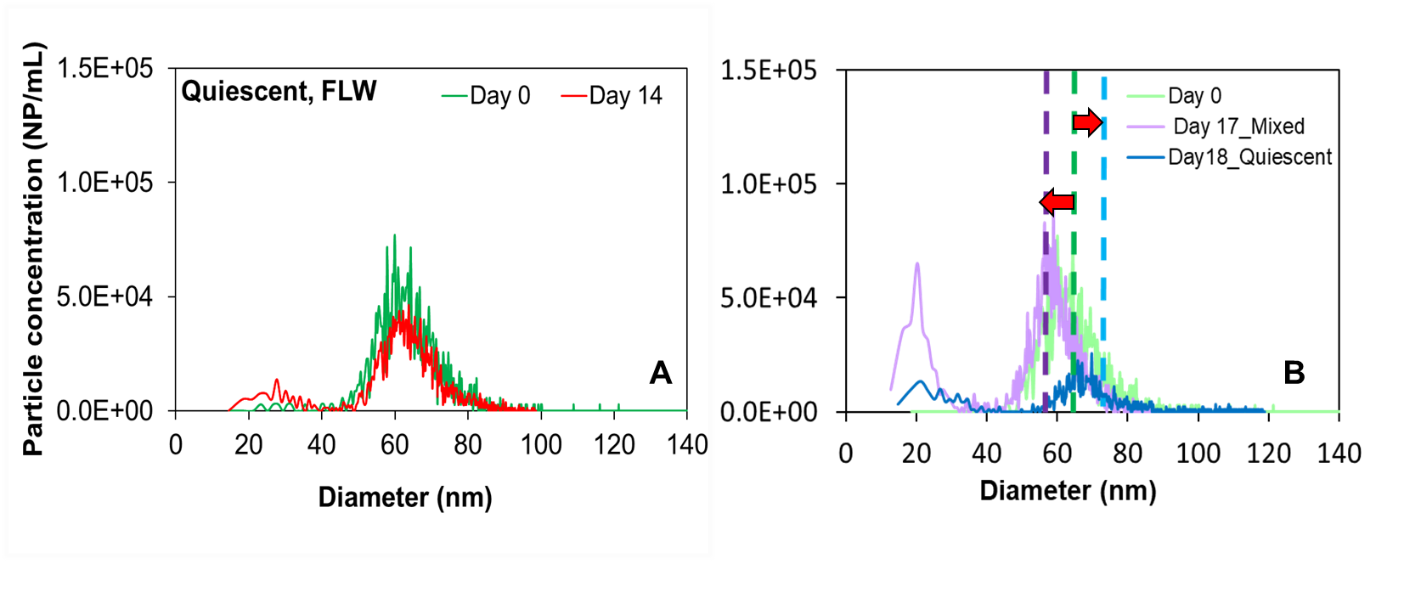 Particle concentration (NP/mL)
1.5E+05
1.0E+05
5.0E+04
0.0E+00
Quiescent, FLW
Day 0
Day 14
A
0 20 40 60 80 100 120 140
Diameter (nm)
1.5E+05
1.0E+05
5.0E+04
0.0E+00
Day 0
Day 17_Mixed
Day18_Quiescent
B
0 20 40 60 80 100 120 140
Diameter (nm)